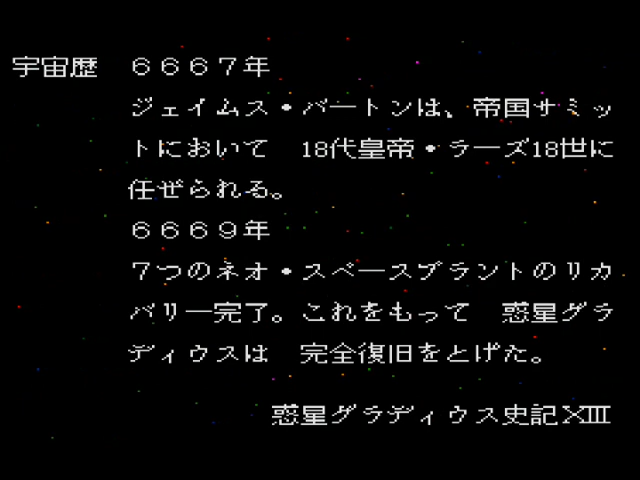 宇宙歴　６６６７年
ジェイムス・バートンは、帝国サミッ
トにおいて　18代皇帝・ラーズ18世に
任ぜられる。
６６６９年
７つのネオ・スペースプラントのリカ
バリー完了。これをもって　惑星グラ
ディウスは　完全復旧をとげた。
惑星グラディウス史記XIII